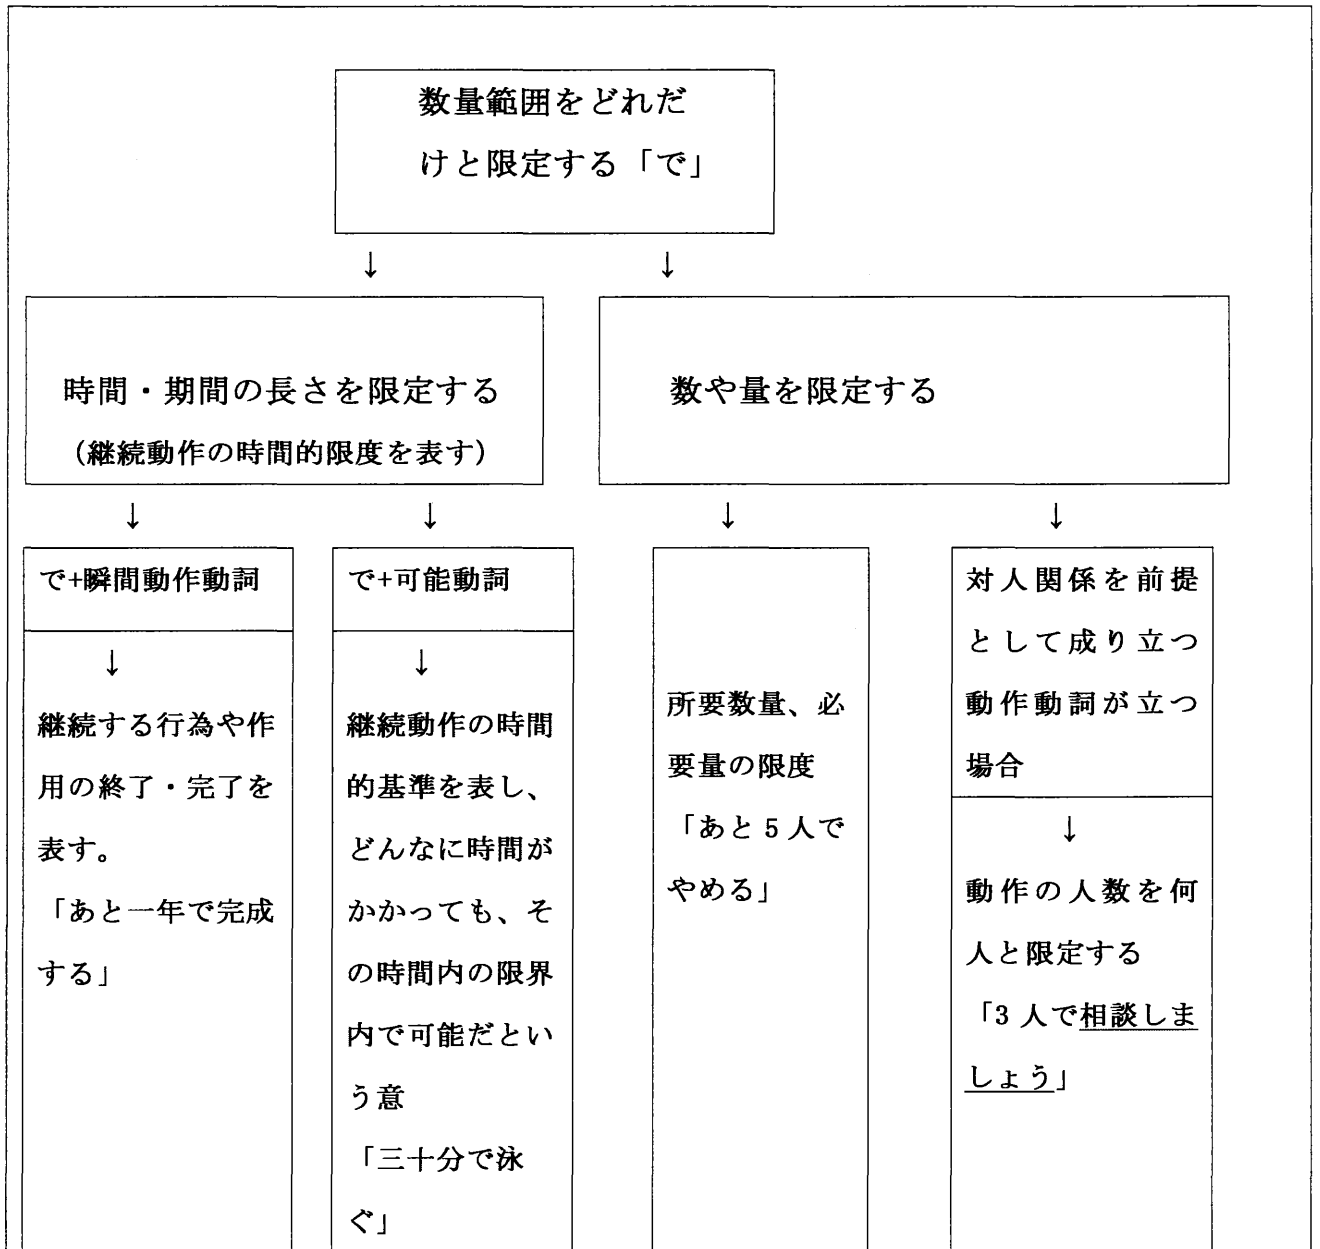 数量範囲をどれだ
けと限定する「で」
↓
↓
時間・期間の長さを限定する
(継続動作の時間的限度を表す)
数や量を限定する
↓
↓
↓
↓
で+瞬間動作動詞
↓
継続する行為や作
用の終了・完了を
表す。
「あと一年で完成
する」
で+可能動詞
↓
継続動作の時間
的基準を表し、
どんなに時間が
かかっても、そ
の時間内の限界
内で可能だとい
う意
「三十分で泳
ぐ」
所要数量、必
要量の限度
「あと5人で
やめる」
対人関係を前提
として成り立つ
動作動詞が立つ
場合
↓
動作の人数を何
人と限定する
「3人で相談しま
しょう」